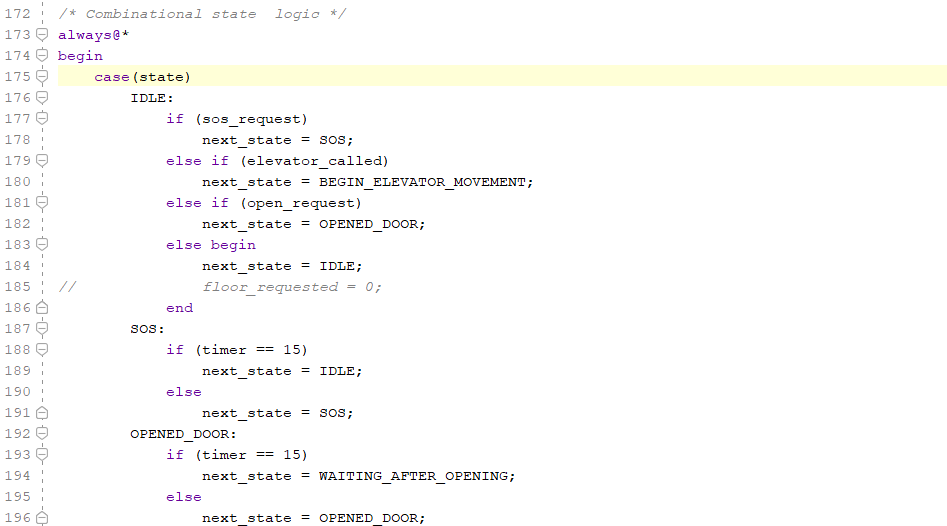 172 /* Combinational state  logic */
173 always@*
174 begin
175     case(state)
176         IDLE:
177             if (sos_request)
178                 next_state = SOS;
179             else if (elevator_called)
180                 next_state = BEGIN_ELEVATOR_MOVEMENT;
181             else if (open_request)
182                 next_state = OPENED_DOOR;
183             else begin
184                 next_state = IDLE;
185 //              floor_requested = 0;
186             end
187         SOS:
188             if (timer == 15)
189                 next_state = IDLE;
190             else
191                 next_state = SOS;
192         OPENED_DOOR:
193             if (timer == 15)
194                 next_state = WAITING_AFTER_OPENING;
195             else
196                 next_state = OPENED_DOOR;